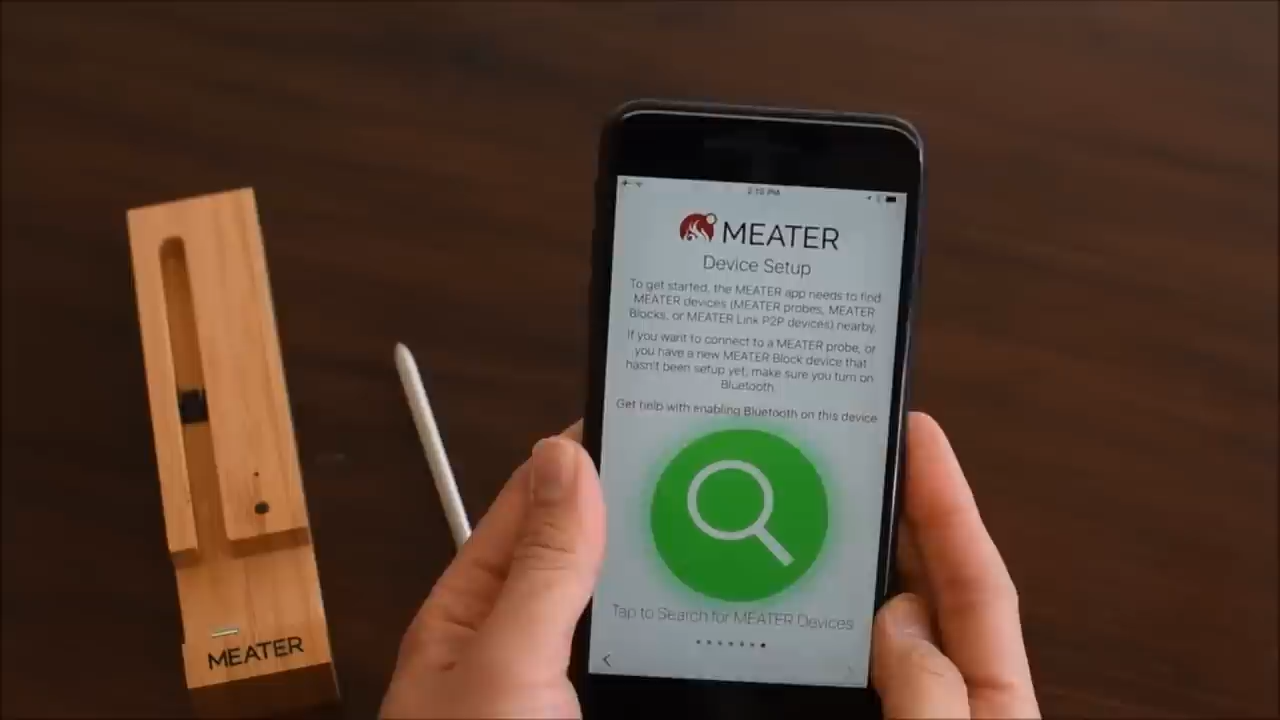 2:10 PM
MEATER
Device Setup
To get started, the MEATER app needs to find
MEATER devices (MEATER probes, MEATER
Blocks, or MEATER Link P2P devices) nearby.
If you want to connect to a MEATER probe, or
you have a new MEATER Block device that
hasn't been setup yet, make sure you turn on
Bluetooth.
Get help with enabling Bluetooth on this device
Tap to Search for MEATER Devices
MEATER